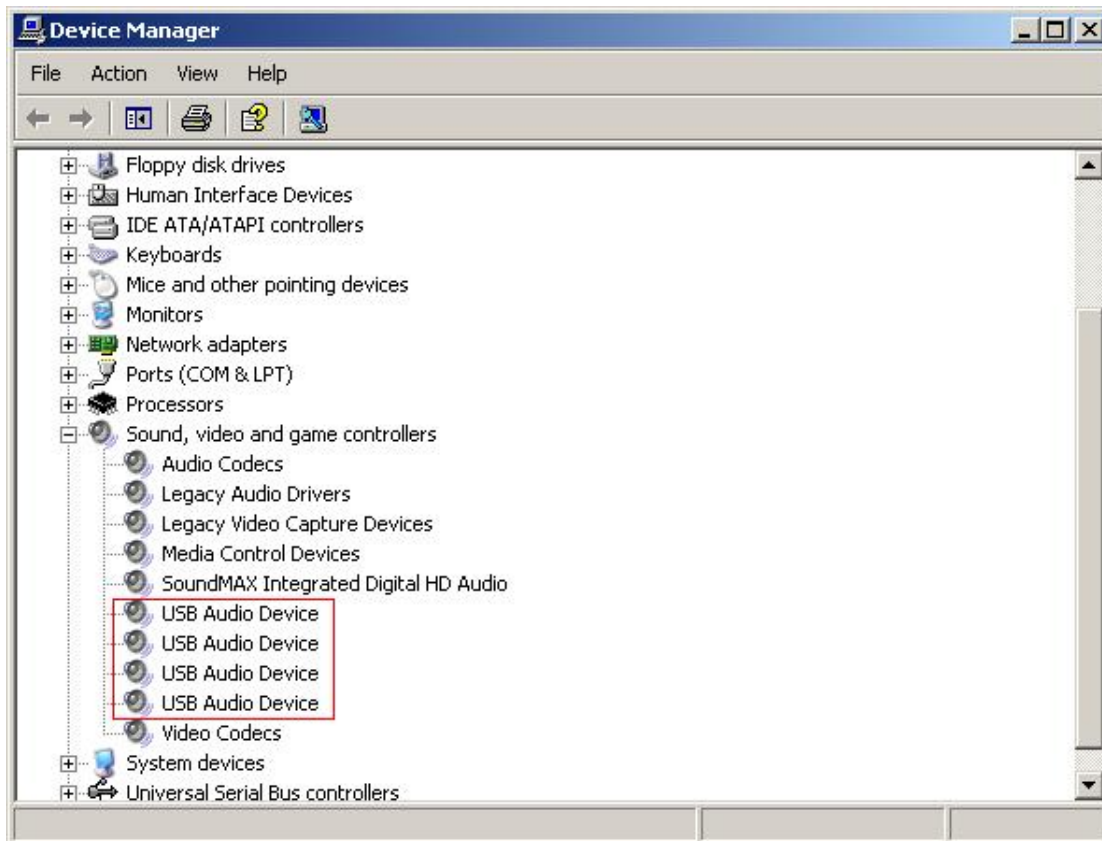 Device Manager
File Action View Help
Floppy disk drives
Human Interface Devices
IDE ATA/ATAPI controllers
Keyboards
Mice and other pointing devices
Monitors
Network adapters
Ports (COM & LPT)
Processors
Sound, video and game controllers
Audio Codecs
Legacy Audio Drivers
Legacy Video Capture Devices
Media Control Devices
SoundMAX Integrated Digital HD Audio
USB Audio Device
USB Audio Device
USB Audio Device
USB Audio Device
Video Codecs
System devices
Universal Serial Bus controllers